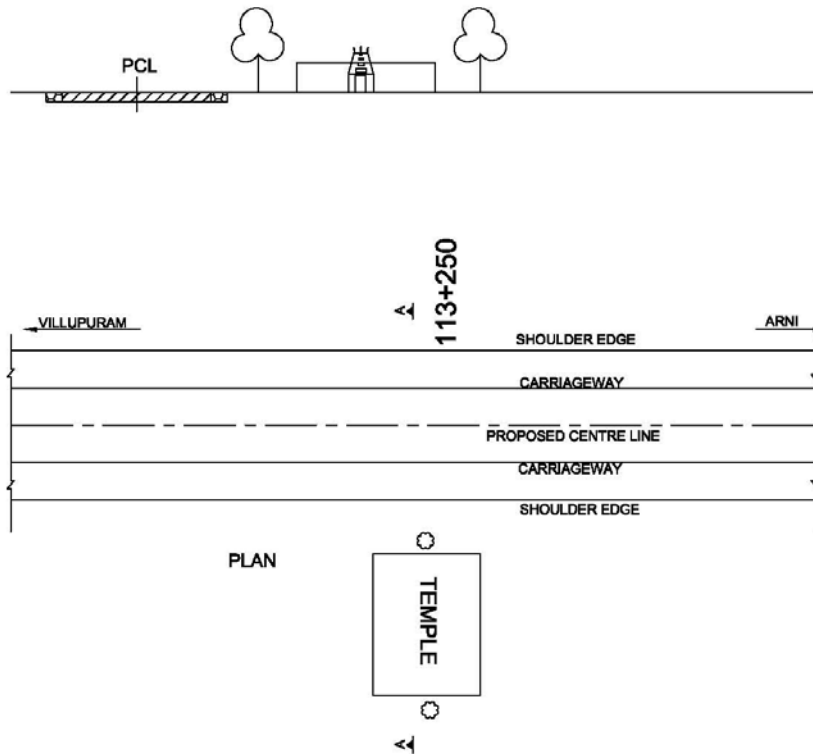 PCL
A
113+250
VILLUPURAM
ARNI
SHOULDER EDGE
CARRIAGEWAY
PROPOSED CENTRE LINE
CARRIAGEWAY
SHOULDER EDGE
PLAN
TEMPLE
A